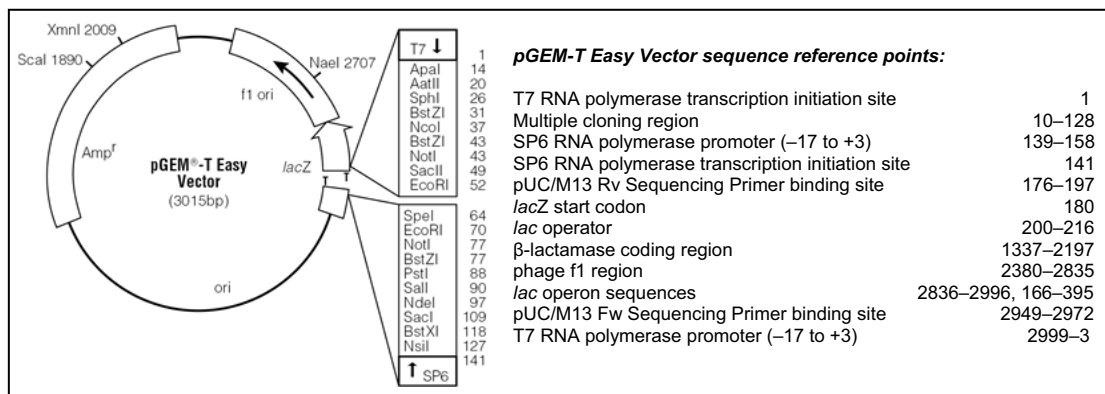 XmnI 2009
ScaI 1890
NaeI 2707
f1 ori
Ampʳ
pGEM®-T Easy
Vector
(3015bp)
lacZ
T T
ori
T7 ↓
1
ApaI 14
AatII 20
SphI 26
BstZI 31
NcoI 37
BstZI 43
NotI 43
SacII 49
EcoRI 52
SpeI 64
EcoRI 70
NotI 77
BstZI 77
PstI 88
SalI 90
NdeI 97
SacI 109
BstXI 118
NsiI 127
141
↑ SP6
pGEM-T Easy Vector sequence reference points:
T7 RNA polymerase transcription initiation site 1
Multiple cloning region 10–128
SP6 RNA polymerase promoter (–17 to +3) 139–158
SP6 RNA polymerase transcription initiation site 141
pUC/M13 Rv Sequencing Primer binding site 176–197
lacZ start codon 180
lac operator 200–216
β-lactamase coding region 1337–2197
phage f1 region 2380–2835
lac operon sequences 2836–2996, 166–395
pUC/M13 Fw Sequencing Primer binding site 2949–2972
T7 RNA polymerase promoter (–17 to +3) 2999–3